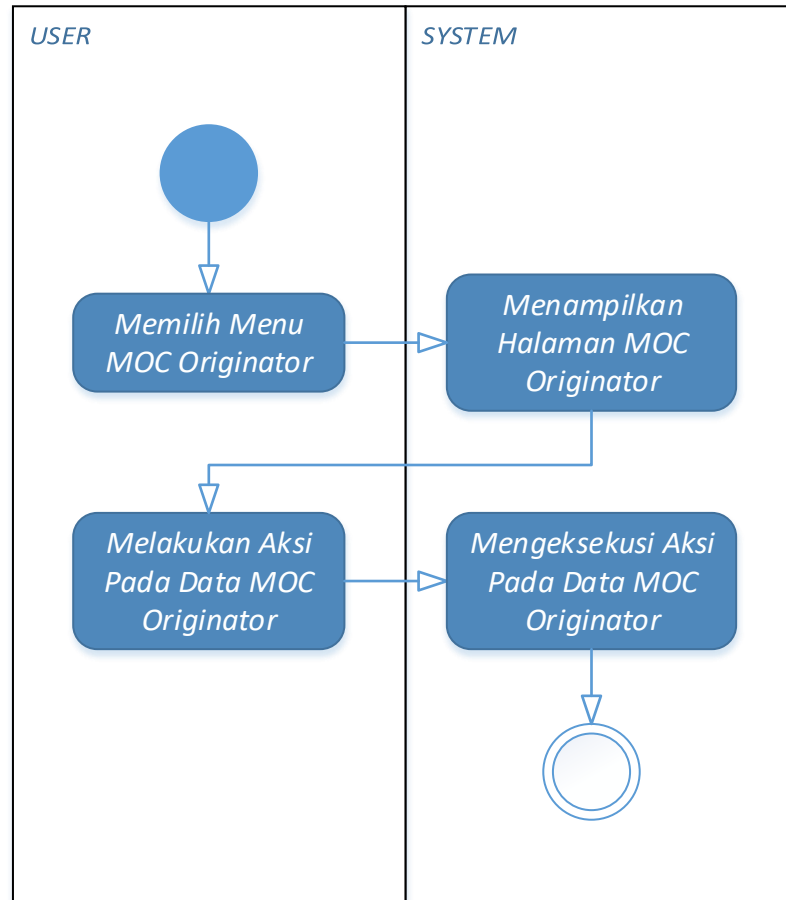 USER
SYSTEM
Memilih Menu
MOC Originator
Menampilkan
Halaman MOC
Originator
Melakukan Aksi
Pada Data MOC
Originator
Mengeksekusi Aksi
Pada Data MOC
Originator